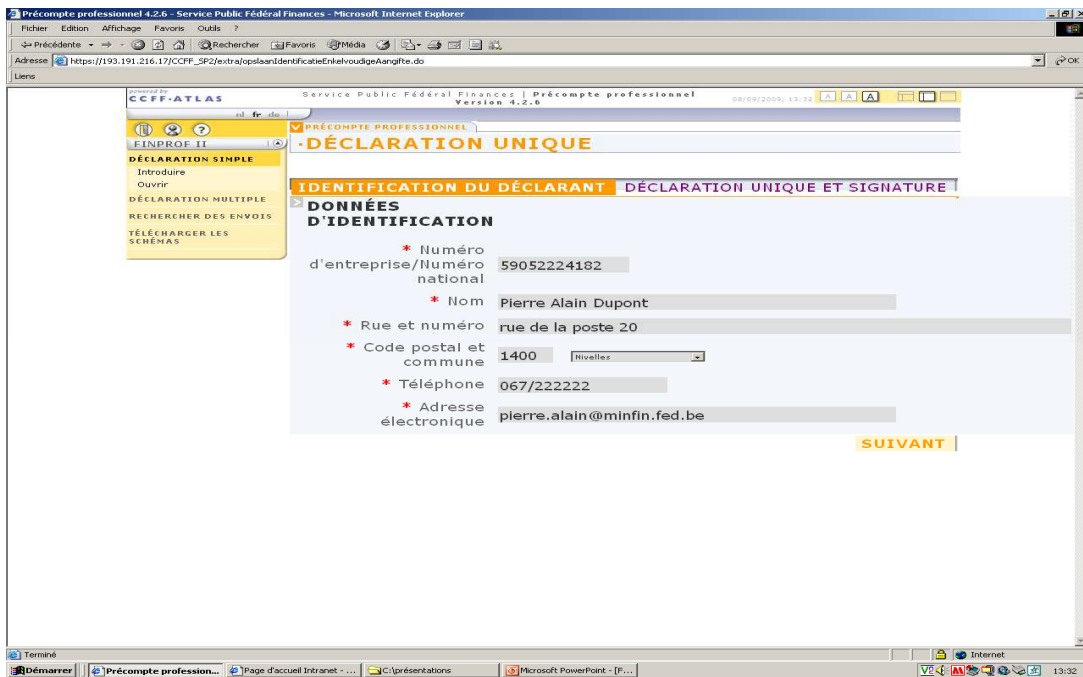 Précompte professionnel 4.2.6 - Service Public Fédéral Finances - Microsoft Internet Explorer
Fichier Edition Affichage Favoris Outils ?
Précédente Rechercher Favoris Média
Adresse https://193.191.216.17/CCFF_SP2/extra/opslaanIdentificatieEnkelvoudigeAangifte.do OK
Liens
powered by
CCFF-ATLAS
Service Public Fédéral Finances | Précompte professionnel
Version 4.2.6
08/09/2009, 13:32 A A A
nl fr de
PRÉCOMPTE PROFESSIONNEL
FINPROF II
DÉCLARATION UNIQUE
DÉCLARATION SIMPLE
Introduire
Ouvrir
DÉCLARATION MULTIPLE
RECHERCHER DES ENVOIS
TÉLÉCHARGER LES
SCHÉMAS
IDENTIFICATION DU DÉCLARANT DÉCLARATION UNIQUE ET SIGNATURE
DONNÉES
D'IDENTIFICATION
* Numéro
d'entreprise/Numéro
national
59052224182
* Nom Pierre Alain Dupont
* Rue et numéro rue de la poste 20
* Code postal et
commune
1400 Nivelles
* Téléphone 067/222222
* Adresse
électronique
pierre.alain@minfin.fed.be
SUIVANT
Terminé Internet
Démarrer Précompte profession... Page d'accueil Intranet - ... C:\présentations Microsoft PowerPoint - [F... 13:32